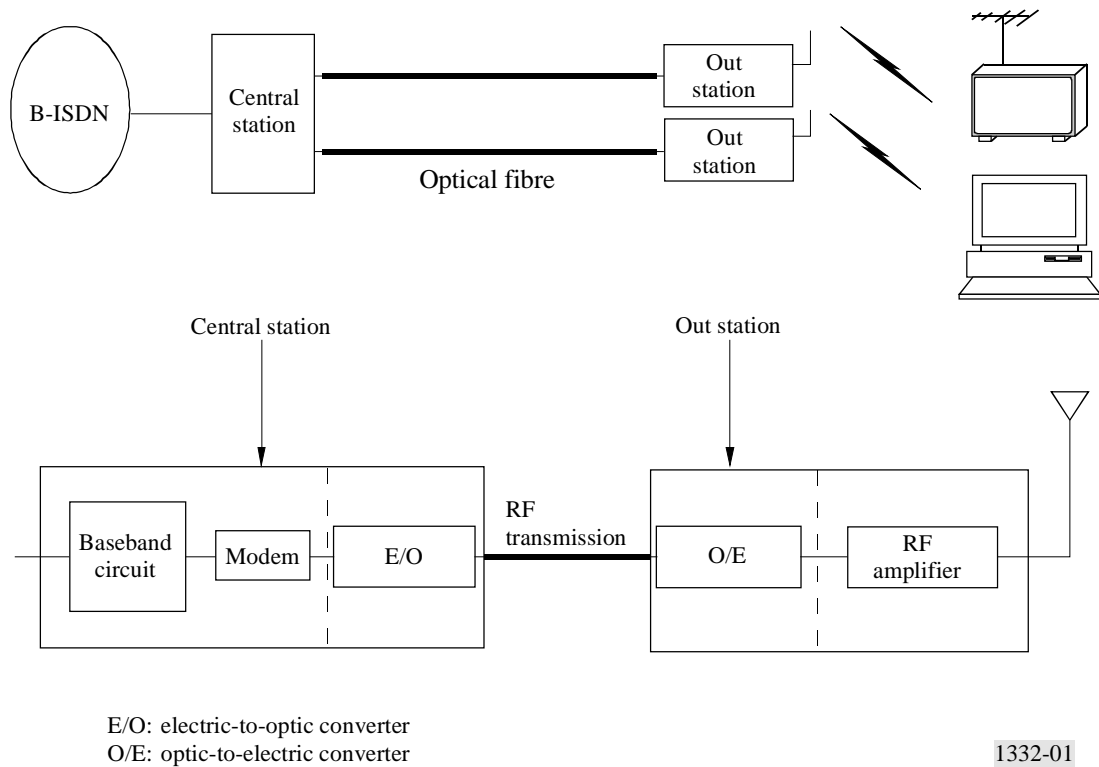 B-ISDN
Central
station
Out
station
Out
station
Optical fibre
Central station
Out station
Baseband
circuit
Modem
E/O
RF
transmission
O/E
RF
amplifier
E/O: electric-to-optic converter
O/E: optic-to-electric converter
1332-01